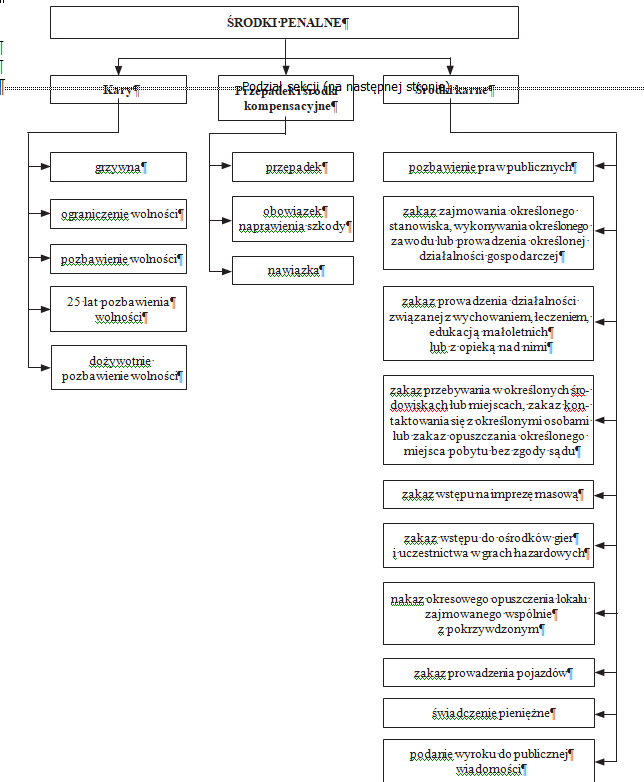 ŚRODKI PENALNE¶
Podział sekcji (na następnej stronie)
Kary¶
Przepadek i środki
kompensacyjne¶
Środki karne¶
grzywna¶
ograniczenie wolności¶
pozbawienie wolności¶
25 lat pozbawienia¶
wolności¶
dożywotnie
pozbawienie wolności¶
przepadek¶
obowiązek¶
naprawienia szkody¶
nawiązka¶
pozbawienie praw publicznych¶
zakaz zajmowania określonego
stanowiska, wykonywania określonego
zawodu lub prowadzenia określonej
działalności gospodarczej¶
zakaz prowadzenia działalności
związanej z wychowaniem, leczeniem,
edukacją małoletnich¶
lub z opieką nad nimi¶
zakaz przebywania w określonych śro-
dowiskach lub miejscach, zakaz kon-
taktowania się z określonymi osobami
lub zakaz opuszczania określonego
miejsca pobytu bez zgody sądu¶
zakaz wstępu na imprezę masową¶
zakaz wstępu do ośrodków gier¶
i uczestnictwa w grach hazardowych¶
nakaz okresowego opuszczenia lokalu
zajmowanego wspólnie¶
z pokrzywdzonym¶
zakaz prowadzenia pojazdów¶
świadczenie pieniężne¶
podanie wyroku do publicznej¶
wiadomości¶